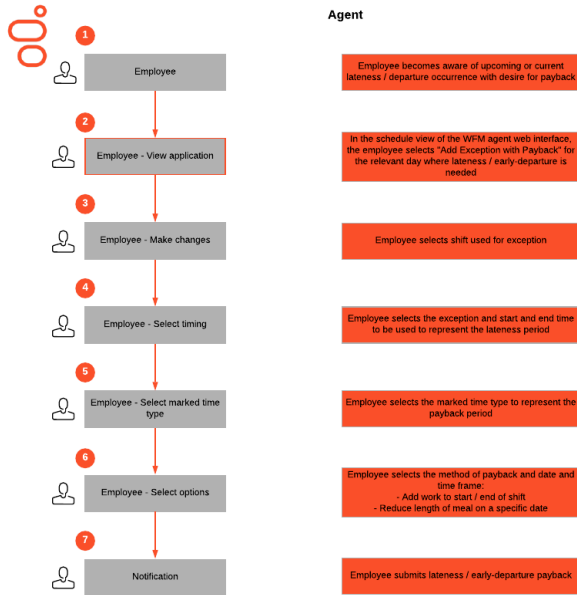 Agent
1
Employee
Employee becomes aware of upcoming or current
lateness / departure occurrence with desire for payback
2
Employee - View application
In the schedule view of the WFM agent web interface,
the employee selects "Add Exception with Payback" for
the relevant day where lateness / early-departure is
needed
3
Employee - Make changes
Employee selects shift used for exception
4
Employee - Select timing
Employee selects the exception and start and end time
to be used to represent the lateness period
5
Employee - Select marked time
type
Employee selects the marked time type to represent the
payback period
6
Employee - Select options
Employee selects the method of payback and date and
time frame:
- Add work to start / end of shift
- Reduce length of meal on a specific date
7
Notification
Employee submits lateness / early-departure payback